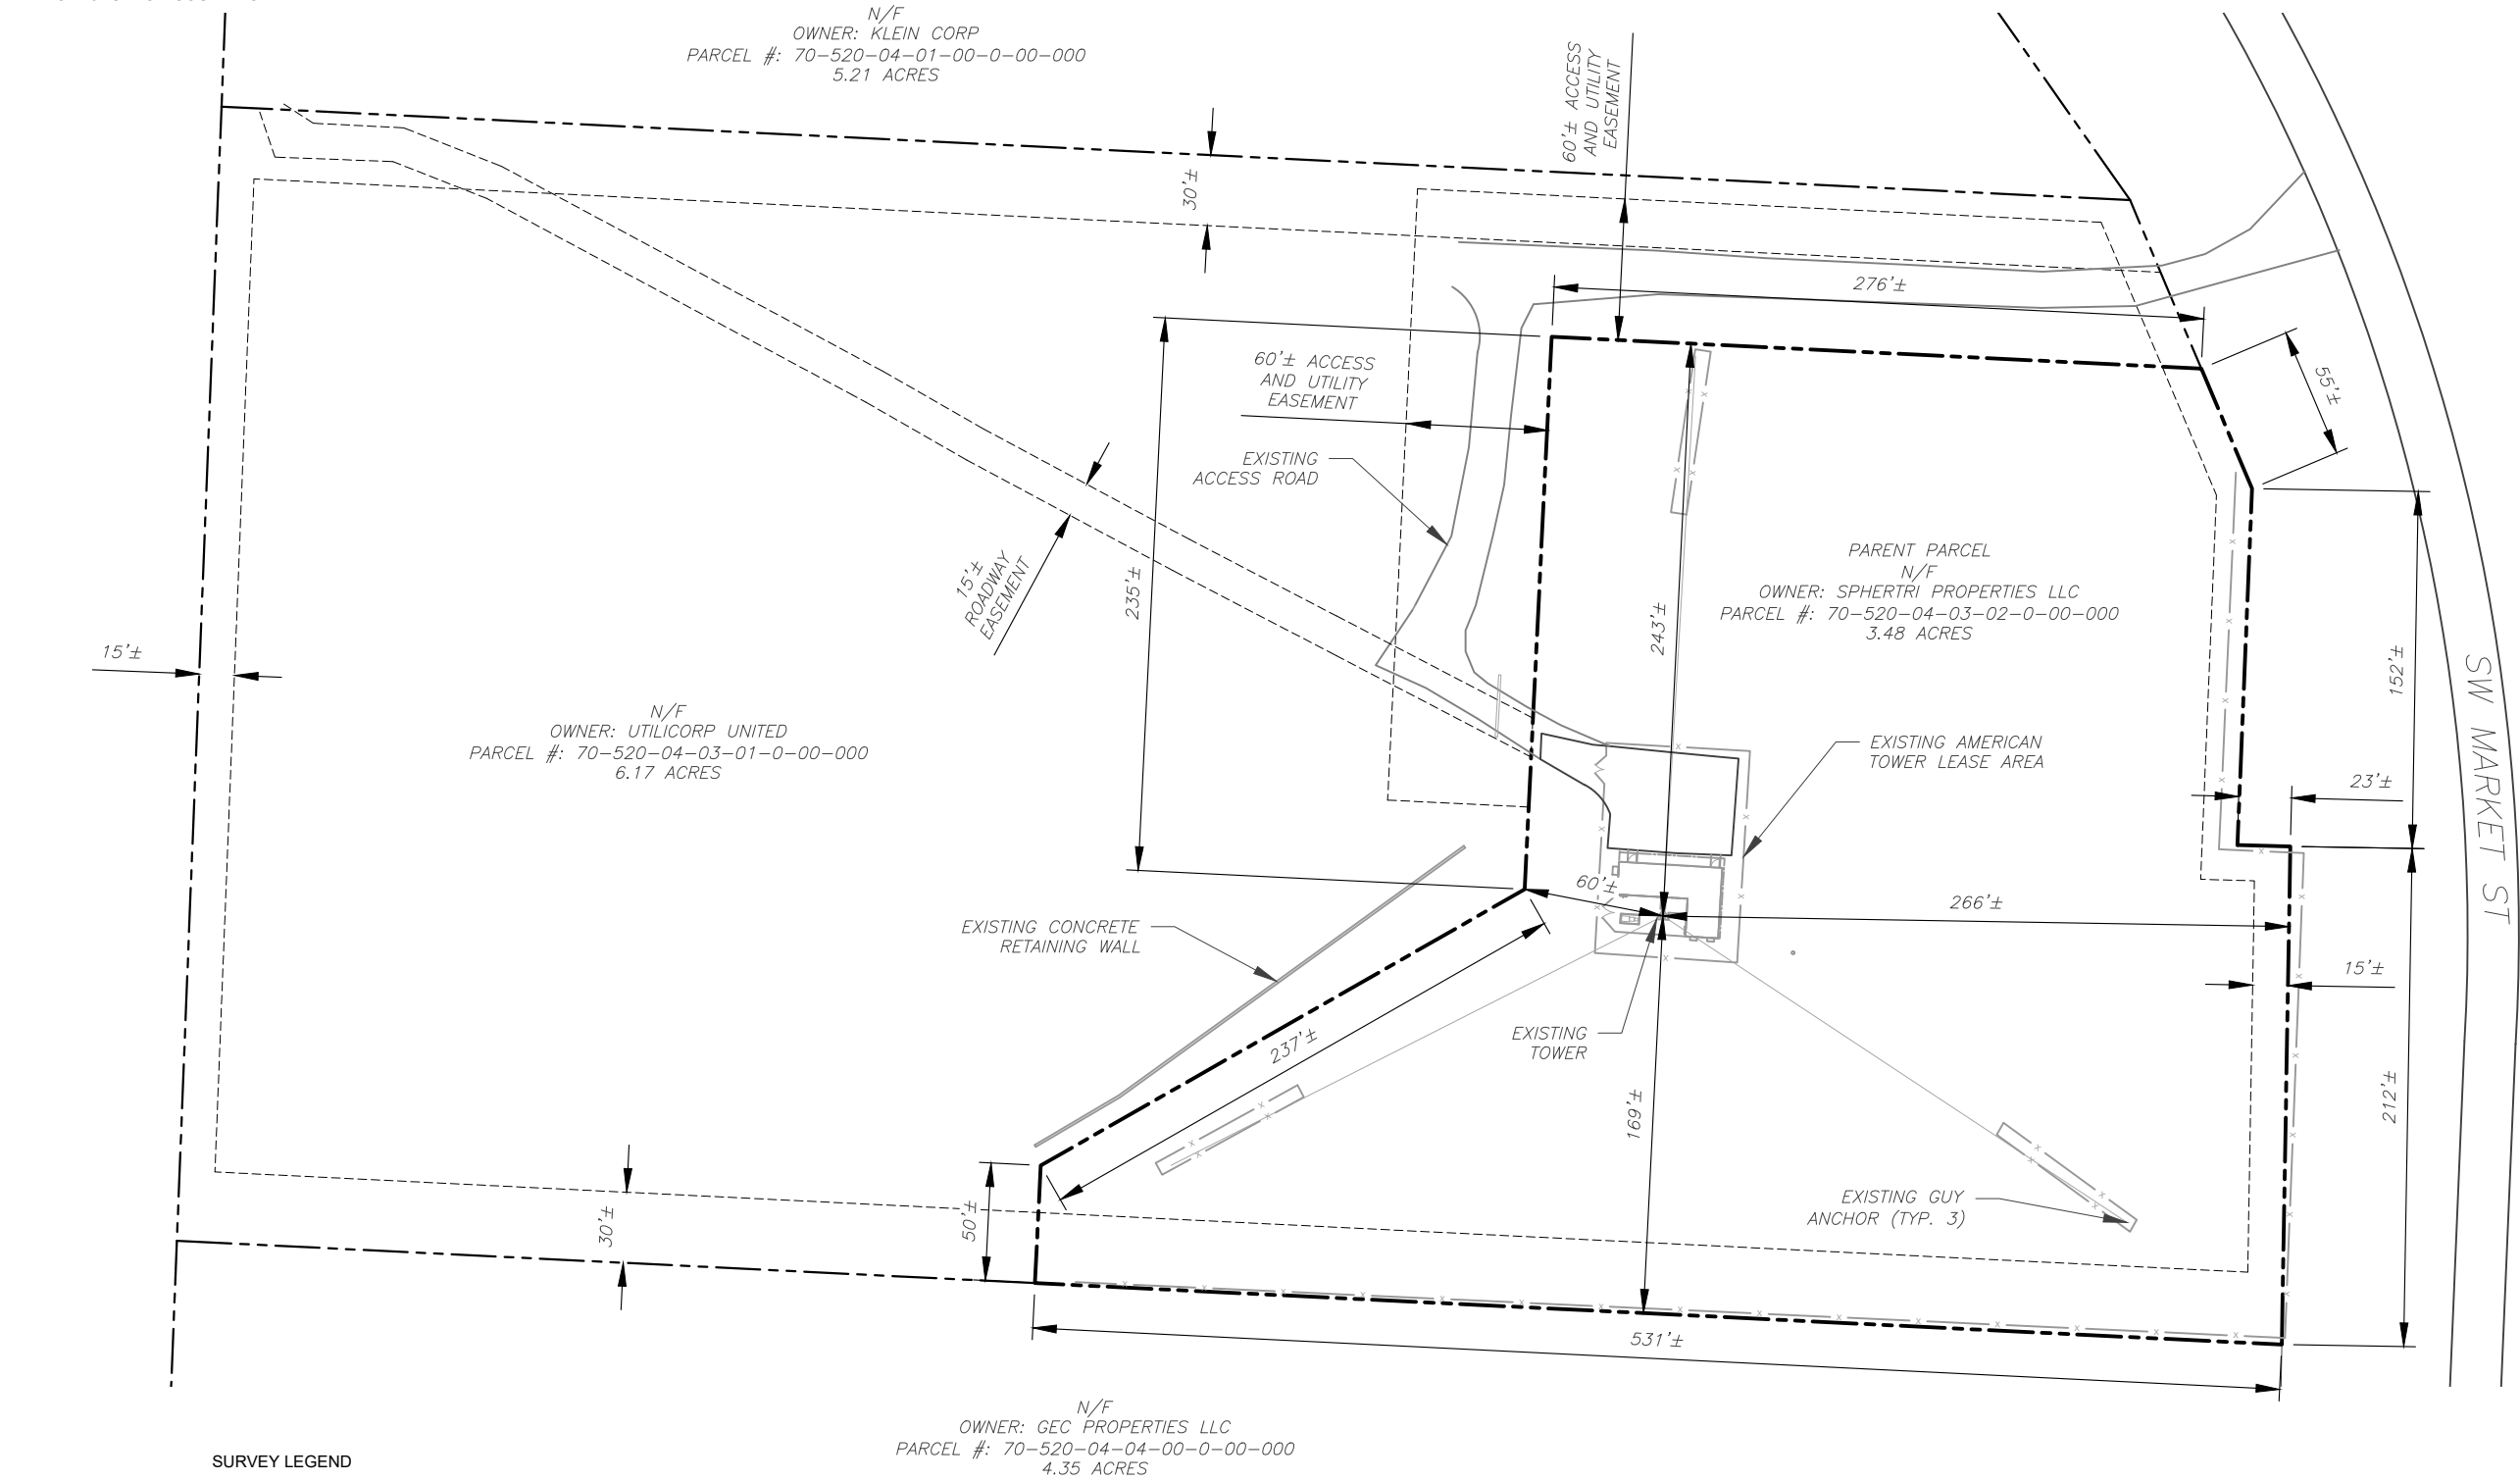 N/F
OWNER: KLEIN CORP
PARCEL #: 70-520-04-01-00-0-00-000
5.21 ACRES
60'± ACCESS
AND UTILITY
EASEMENT
30'±
276'±
60'± ACCESS
AND UTILITY
EASEMENT
55'±
EXISTING
ACCESS ROAD
15'±
ROADWAY
EASEMENT
235'±
243'±
PARENT PARCEL
N/F
OWNER: SPHERTRI PROPERTIES LLC
PARCEL #: 70-520-04-03-02-0-00-000
3.48 ACRES
152'±
SW MARKET ST
15'±
N/F
OWNER: UTILICORP UNITED
PARCEL #: 70-520-04-03-01-0-00-000
6.17 ACRES
EXISTING AMERICAN
TOWER LEASE AREA
23'±
60'±
266'±
EXISTING CONCRETE
RETAINING WALL
15'±
EXISTING
TOWER
237'±
169'±
212'±
EXISTING GUY
ANCHOR (TYP. 3)
30'±
50'±
531'±
N/F
OWNER: GEC PROPERTIES LLC
PARCEL #: 70-520-04-04-00-0-00-000
4.35 ACRES
SURVEY LEGEND